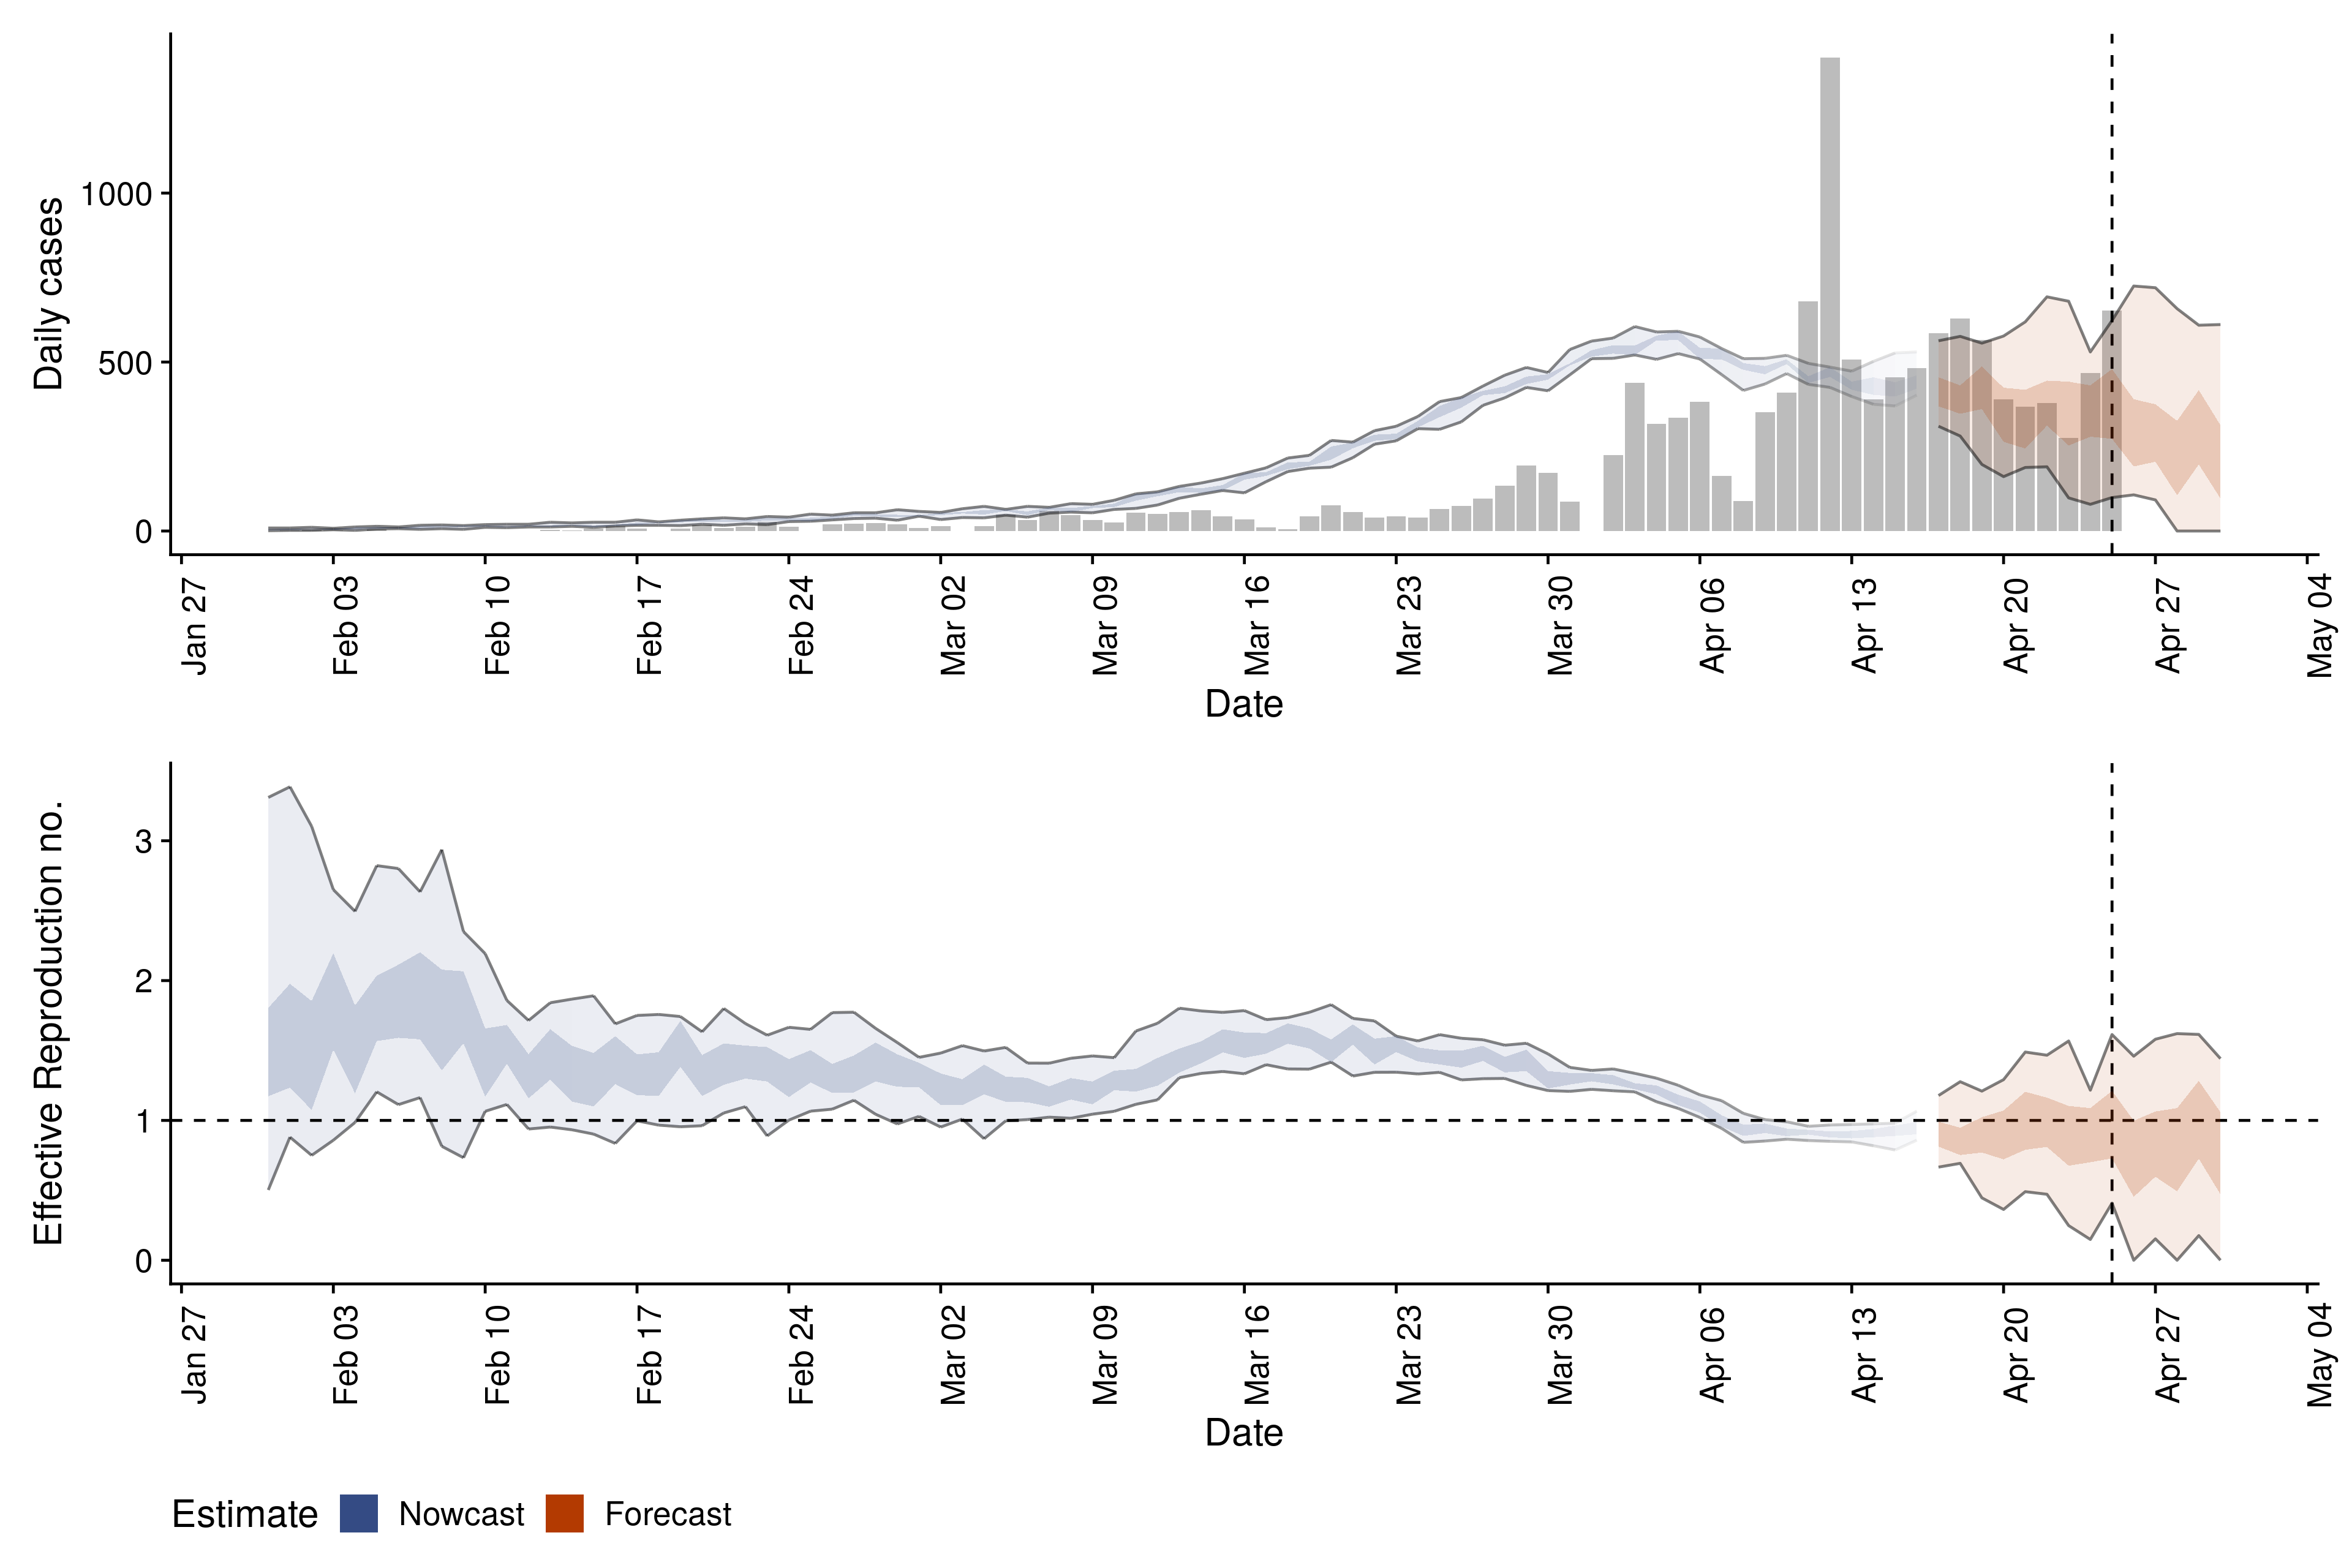 Daily cases
1000
500
0
Jan 27
Feb 03
Feb 10
Feb 17
Feb 24
Mar 02
Mar 09
Mar 16
Mar 23
Mar 30
Apr 06
Apr 13
Apr 20
Apr 27
May 04
Date
Effective Reproduction no.
3
2
1
0
Jan 27
Feb 03
Feb 10
Feb 17
Feb 24
Mar 02
Mar 09
Mar 16
Mar 23
Mar 30
Apr 06
Apr 13
Apr 20
Apr 27
May 04
Date
Estimate Nowcast Forecast